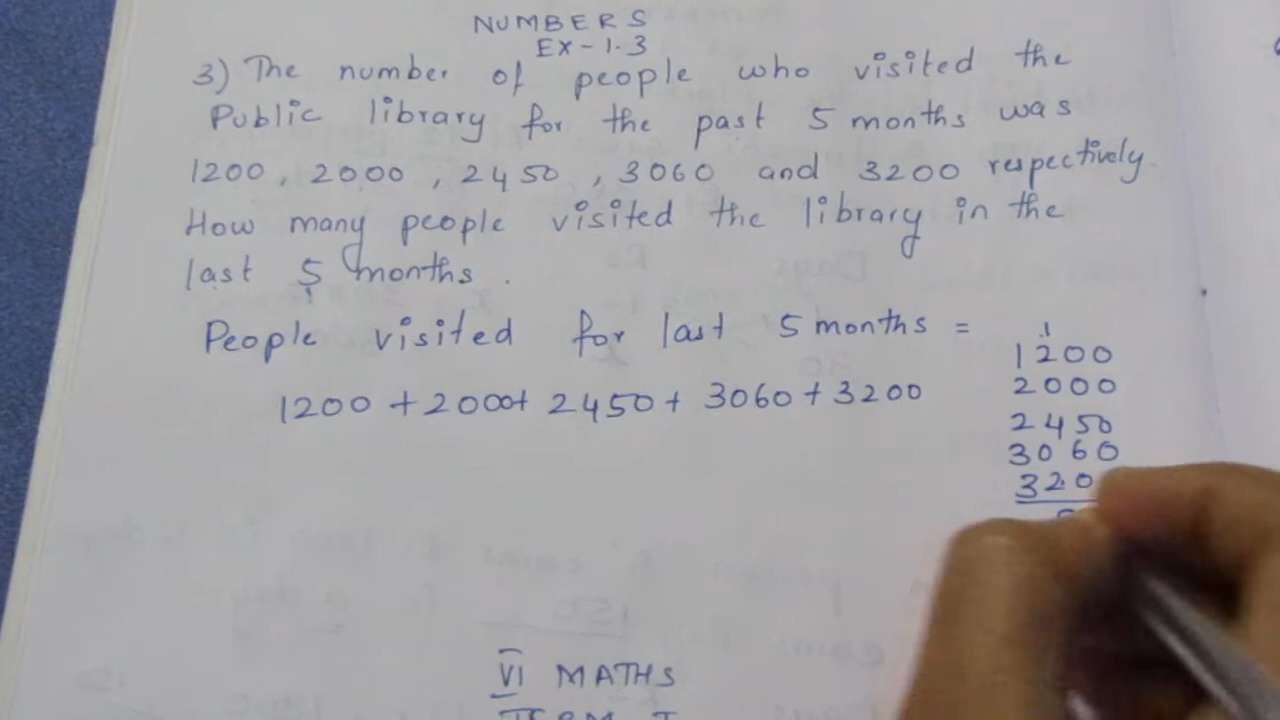 NUMBERS
EX - 1.3
3) The number of people who visited the
Public library for the past 5 months was
1200, 2000, 2450, 3060 and 3200 respectively
How many people visited the library in the
last 5 months.
People visited for last 5 months =
1200 + 2000 + 2450 + 3060 + 3200
1
1200
2000
2450
3060
320
VI MATHS
TERM I